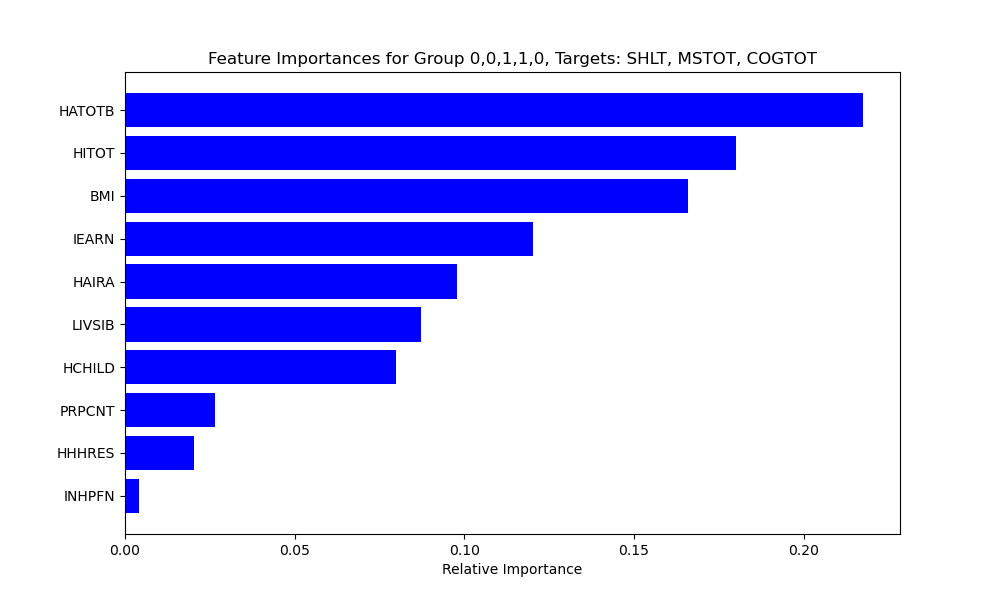 Feature Importances for Group 0,0,1,1,0, Targets: SHLT, MSTOT, COGTOT
HATOTB
HITOT
BMI
IEARN
HAIRA
LIVSIB
HCHILD
PRPCNT
HHHRES
INHPFN
0.00 0.05 0.10 0.15 0.20
Relative Importance